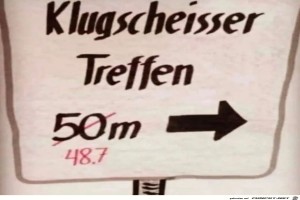 Klugscheisser
Treffen
50m
48.7